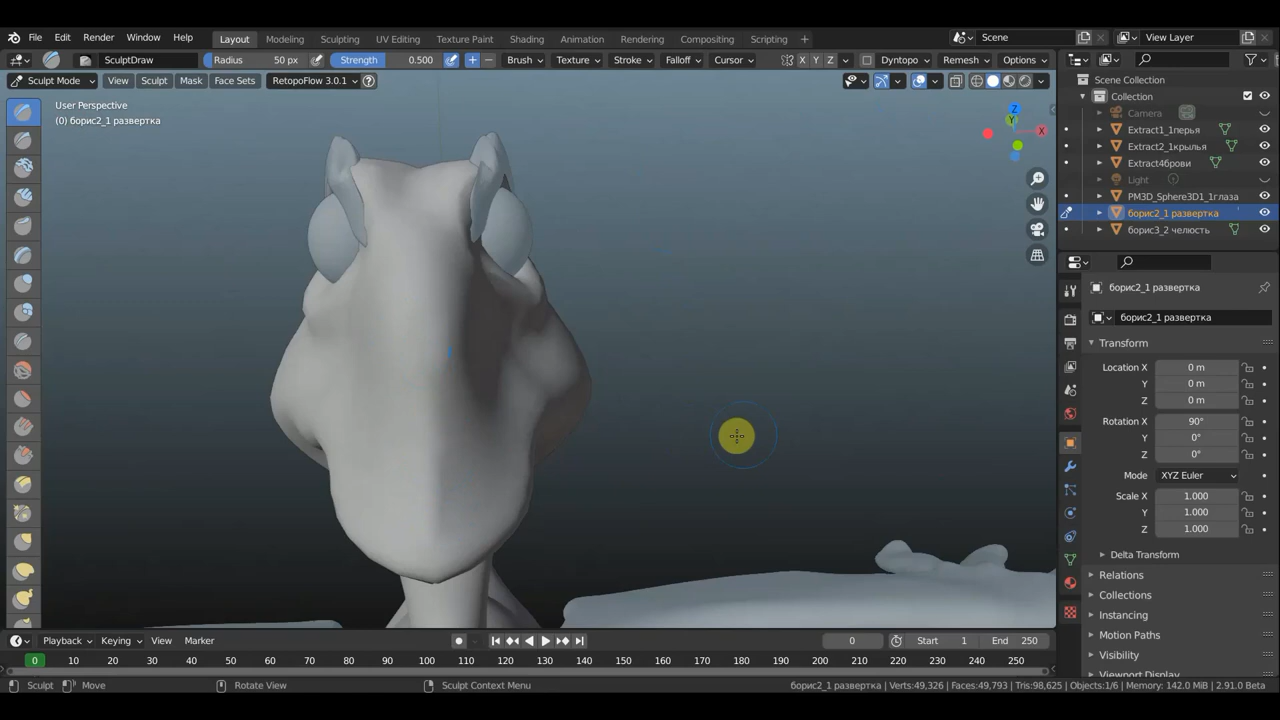 File Edit Render Window Help Layout Modeling Sculpting UV Editing Texture Paint Shading Animation Rendering Compositing Scripting + Scene View Layer
SculptDraw Radius 50 px Strength 0.500 Brush Texture Stroke Falloff Cursor X Y Z Dyntopo Remesh Options
Sculpt Mode View Sculpt Mask Face Sets RetopoFlow 3.0.1
User Perspective
(0) борис2_1 развертка
Z
Y
X
Scene Collection
Collection
Camera
Extract1_1перья
Extract2_1крылья
Extract4брови
Light
PM3D_Sphere3D1_1глаза
борис2_1 развертка
борис3_2 челюсть
борис2_1 развертка
борис2_1 развертка
Transform
Location X 0 m
Y 0 m
Z 0 m
Rotation X 90°
Y 0°
Z 0°
Mode XYZ Euler
Scale X 1.000
Y 1.000
Z 1.000
Delta Transform
Relations
Collections
Instancing
Motion Paths
Visibility
Viewport Display
Playback Keying View Marker 0 Start 1 End 250
0 10 20 30 40 50 60 70 80 90 100 110 120 130 140 150 160 170 180 190 200 210 220 230 240 250
Sculpt Move Rotate View Sculpt Context Menu борис2_1 развертка | Verts:49,326 | Faces:49,793 | Tris:98,625 | Objects:1/6 | Memory: 142.0 MiB | 2.91.0 Beta